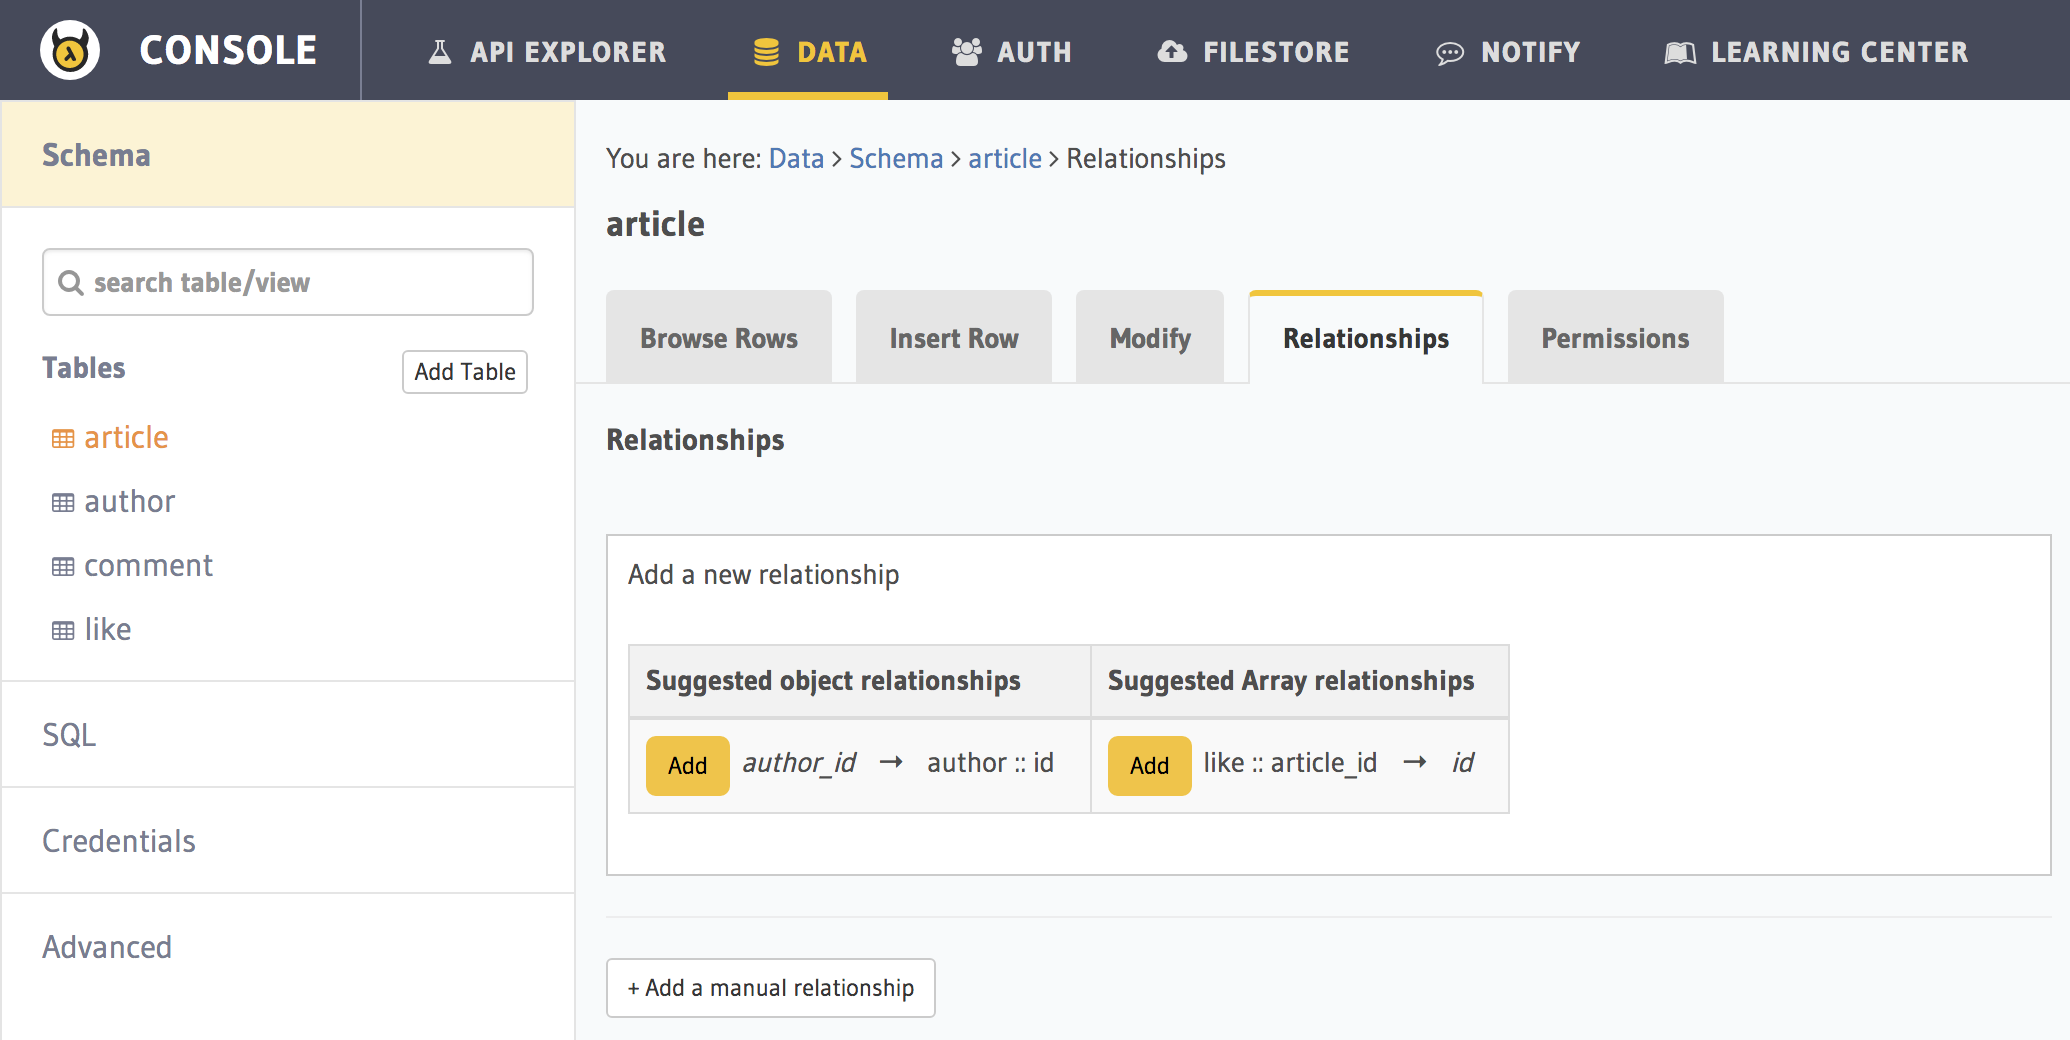 CONSOLE
API EXPLORER
DATA
AUTH
FILESTORE
NOTIFY
LEARNING CENTER
Schema
search table/view
Tables
Add Table
article
author
comment
like
SQL
Credentials
Advanced
You are here: Data > Schema > article > Relationships
article
Browse Rows
Insert Row
Modify
Relationships
Permissions
Relationships
Add a new relationship
Suggested object relationships
Suggested Array relationships
Add author_id → author :: id
Add like :: article_id → id
+ Add a manual relationship